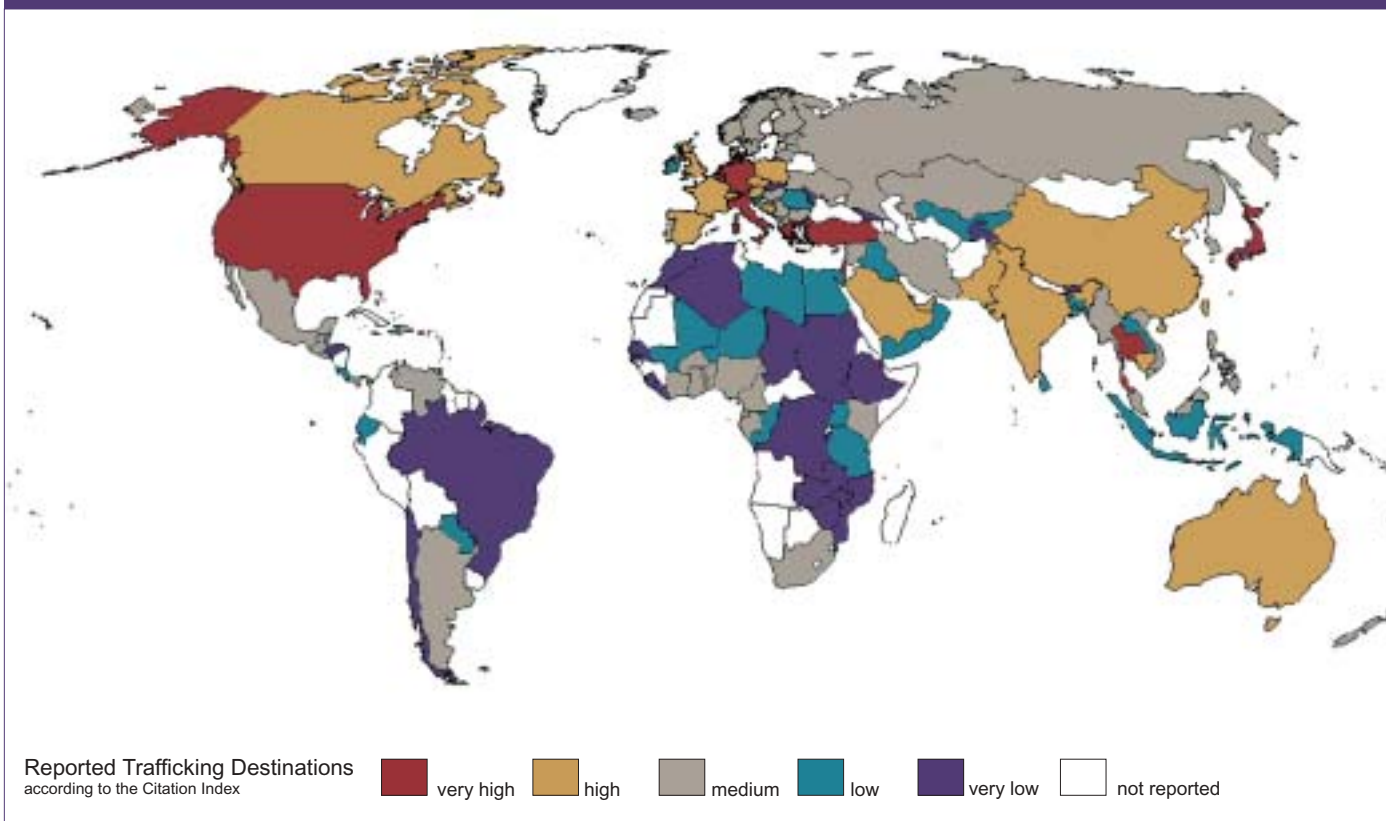 Reported Trafficking Destinations
according to the Citation Index
very high
high
medium
low
very low
not reported